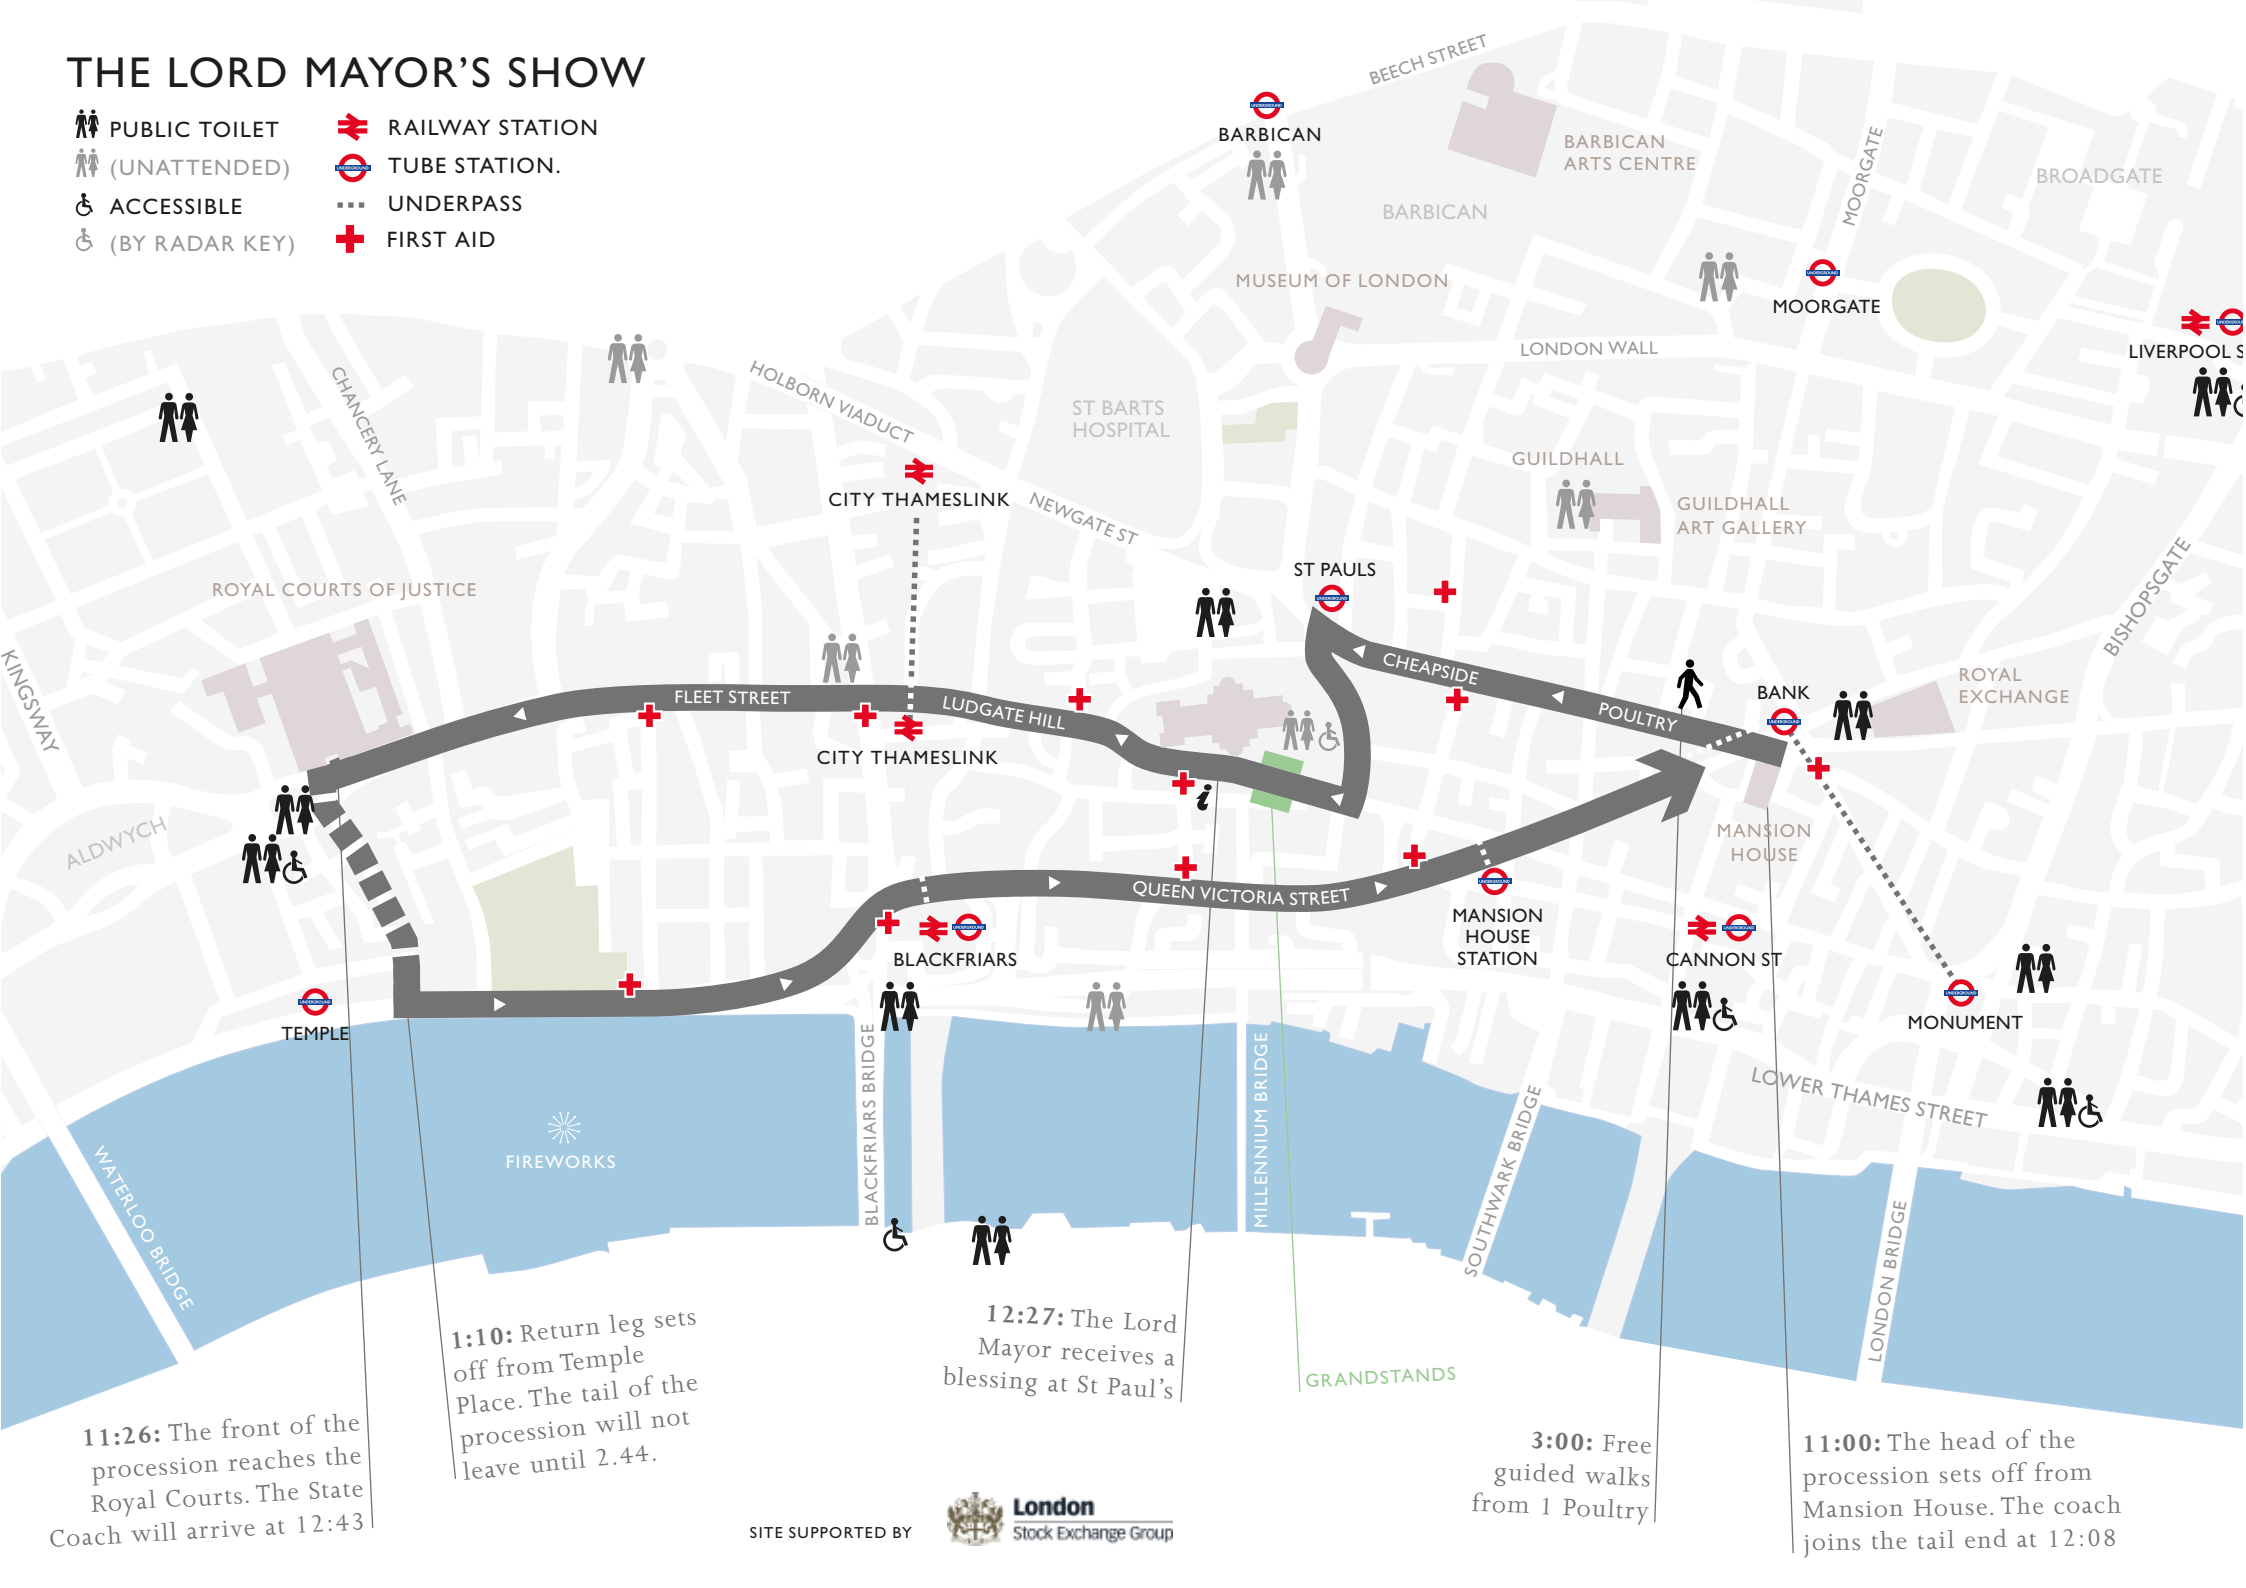 THE LORD MAYOR'S SHOW
PUBLIC TOILET
(UNATTENDED)
ACCESSIBLE
(BY RADAR KEY)
RAILWAY STATION
TUBE STATION.
UNDERPASS
FIRST AID
BEECH STREET
BARBICAN
BARBICAN
ARTS CENTRE
BARBICAN
MOORGATE
BROADGATE
MUSEUM OF LONDON
MOORGATE
LONDON WALL
LIVERPOOL S
CHANCERY LANE
HOLBORN VIADUCT
ST BARTS
HOSPITAL
CITY THAMESLINK
NEWGATE ST
GUILDHALL
GUILDHALL
ART GALLERY
BISHOPSGATE
ROYAL COURTS OF JUSTICE
ST PAULS
KINGSWAY
FLEET STREET
LUDGATE HILL
CHEAPSIDE
POULTRY
BANK
ROYAL
EXCHANGE
CITY THAMESLINK
ALDWYCH
MANSION
HOUSE
QUEEN VICTORIA STREET
MANSION
HOUSE
STATION
BLACKFRIARS
CANNON ST
TEMPLE
MONUMENT
LOWER THAMES STREET
FIREWORKS
WATERLOO BRIDGE
BLACKFRIARS BRIDGE
MILLENNIUM BRIDGE
SOUTHWARK BRIDGE
LONDON BRIDGE
11:26: The front of the
procession reaches the
Royal Courts. The State
Coach will arrive at 12:43
1:10: Return leg sets
off from Temple
Place. The tail of the
procession will not
leave until 2.44.
12:27: The Lord
Mayor receives a
blessing at St Paul's
GRANDSTANDS
3:00: Free
guided walks
from 1 Poultry
11:00: The head of the
procession sets off from
Mansion House. The coach
joins the tail end at 12:08
SITE SUPPORTED BY
London
Stock Exchange Group